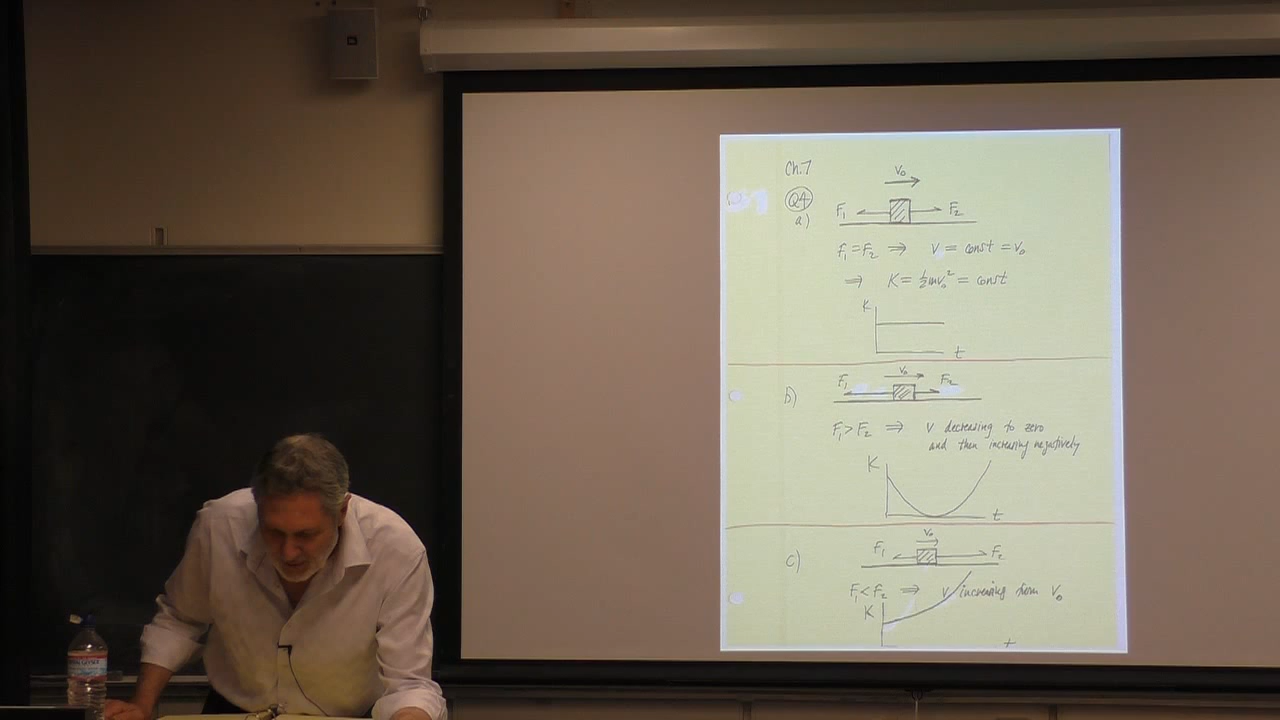 Ch.7
Q4
v₀
a)
F₁ F₂
F₁ = F₂ ⇒ v = const = v₀
⇒ K = ½mv₀² = const
K
t
v₀
F₁ F₂
b)
F₁ > F₂ ⇒ v decreasing to zero
and then increasing negatively
K
t
v₀
F₁ F₂
c)
F₁ < F₂ ⇒ v increasing from v₀
K
t